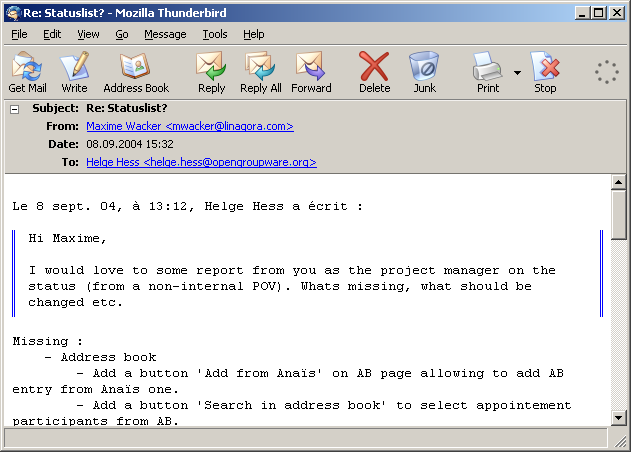 Re: Statuslist? - Mozilla Thunderbird
File Edit View Go Message Tools Help
Get Mail Write Address Book Reply Reply All Forward Delete Junk Print Stop
Subject: Re: Statuslist?
From: Maxime Wacker <mwacker@linagora.com>
Date: 08.09.2004 15:32
To: Helge Hess <helge.hess@opengroupware.org>
Le 8 sept. 04, à 13:12, Helge Hess a écrit :
Hi Maxime,
I would love to some report from you as the project manager on the
status (from a non-internal POV). Whats missing, what should be
changed etc.
Missing :
- Address book
- Add a button 'Add from Anaïs' on AB page allowing to add AB
entry from Anaïs one.
- Add a button 'Search in address book' to select appointement
participants from AB.